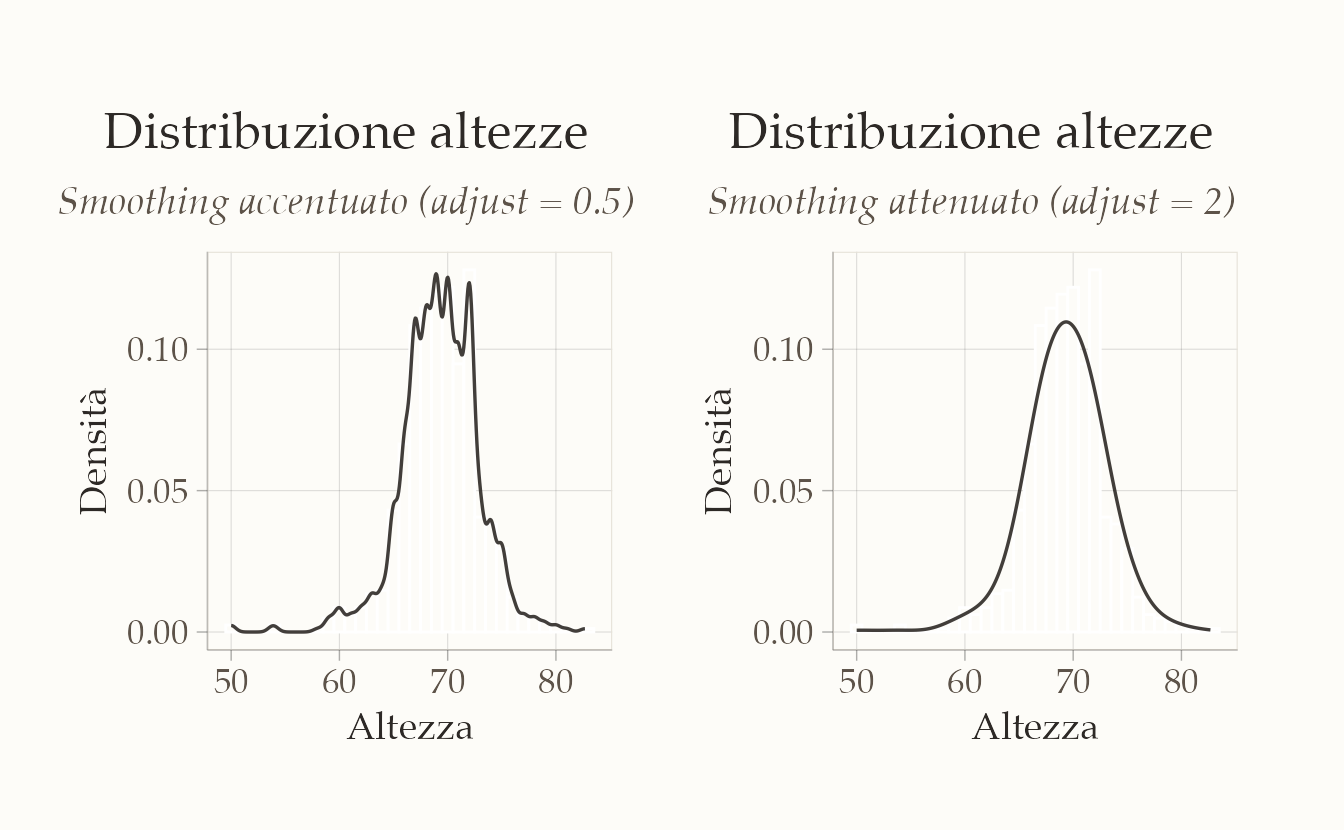 Distribuzione altezze
Smoothing accentuato (adjust = 0.5)
Densità
0.10
0.05
0.00
50 60 70 80
Altezza
Distribuzione altezze
Smoothing attenuato (adjust = 2)
Densità
0.10
0.05
0.00
50 60 70 80
Altezza